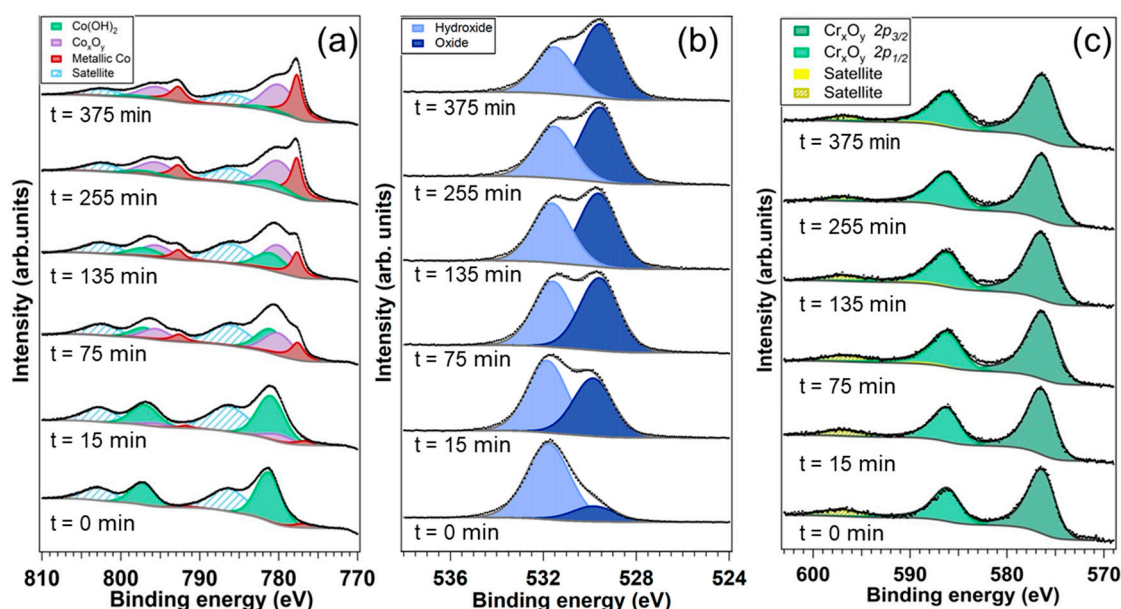 Co(OH)₂
CoₓOᵧ
Metallic Co
Satellite
(a)
t = 375 min
t = 255 min
t = 135 min
t = 75 min
t = 15 min
t = 0 min
Intensity (arb.units)
810 800 790 780 770
Binding energy (eV)
Hydroxide
Oxide
(b)
t = 375 min
t = 255 min
t = 135 min
t = 75 min
t = 15 min
t = 0 min
Intensity (arb.units)
536 532 528 524
Binding energy (eV)
CrₓOᵧ 2p₃/₂
CrₓOᵧ 2p₁/₂
Satellite
Satellite
(c)
t = 375 min
t = 255 min
t = 135 min
t = 75 min
t = 15 min
t = 0 min
Intensity (arb.units)
600 590 580 570
Binding energy (eV)